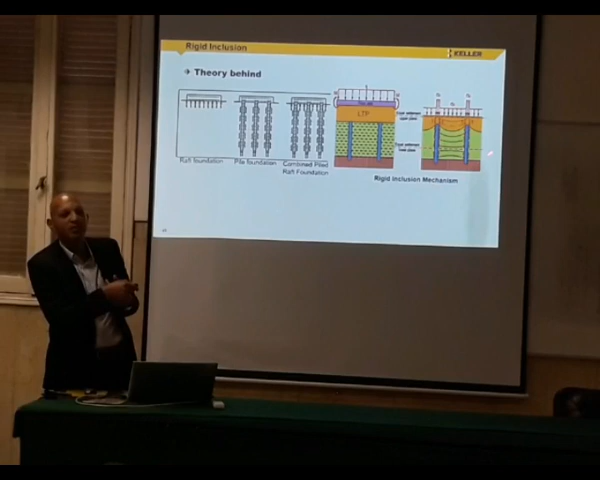 Rigid Inclusion
KELLER
Theory behind
LTP
Raft foundation
Pile foundation
Combined Piled
Raft Foundation
Rigid Inclusion Mechanism